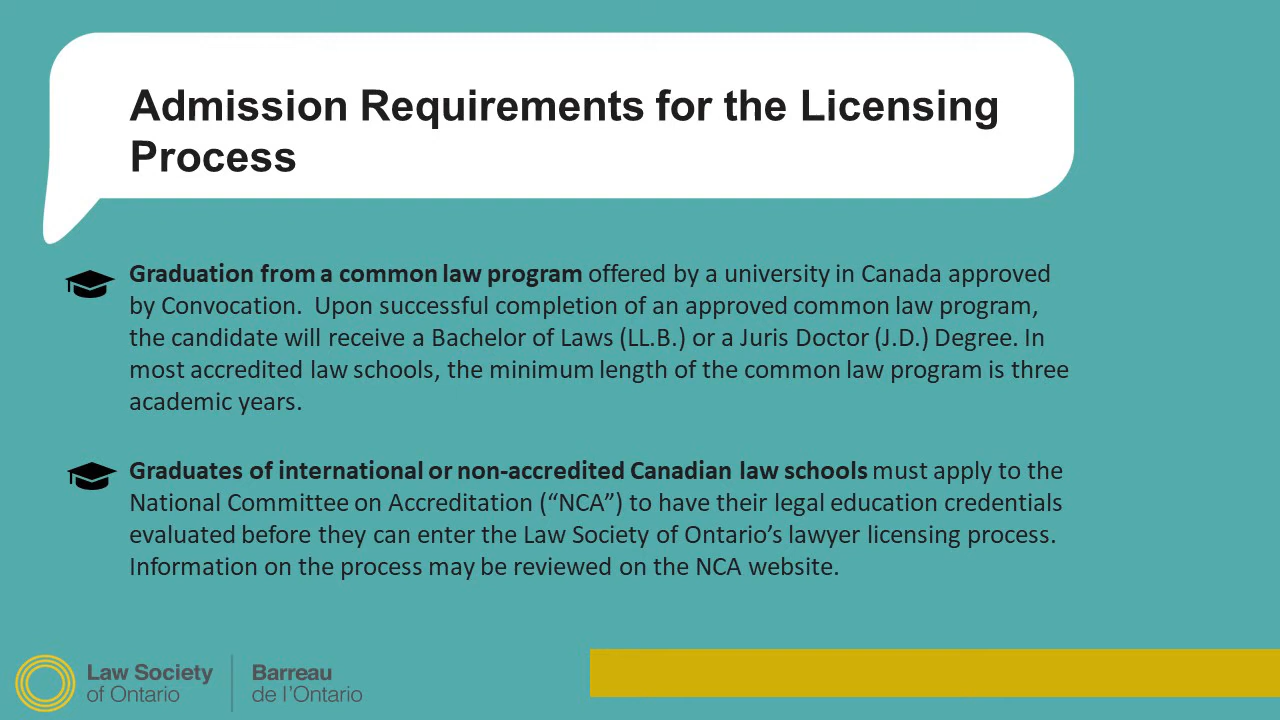 Admission Requirements for the Licensing
Process
Graduation from a common law program offered by a university in Canada approved
by Convocation.  Upon successful completion of an approved common law program,
the candidate will receive a Bachelor of Laws (LL.B.) or a Juris Doctor (J.D.) Degree. In
most accredited law schools, the minimum length of the common law program is three
academic years.
Graduates of international or non-accredited Canadian law schools must apply to the
National Committee on Accreditation (“NCA”) to have their legal education credentials
evaluated before they can enter the Law Society of Ontario’s lawyer licensing process.
Information on the process may be reviewed on the NCA website.
Law Society
of Ontario
Barreau
de l’Ontario